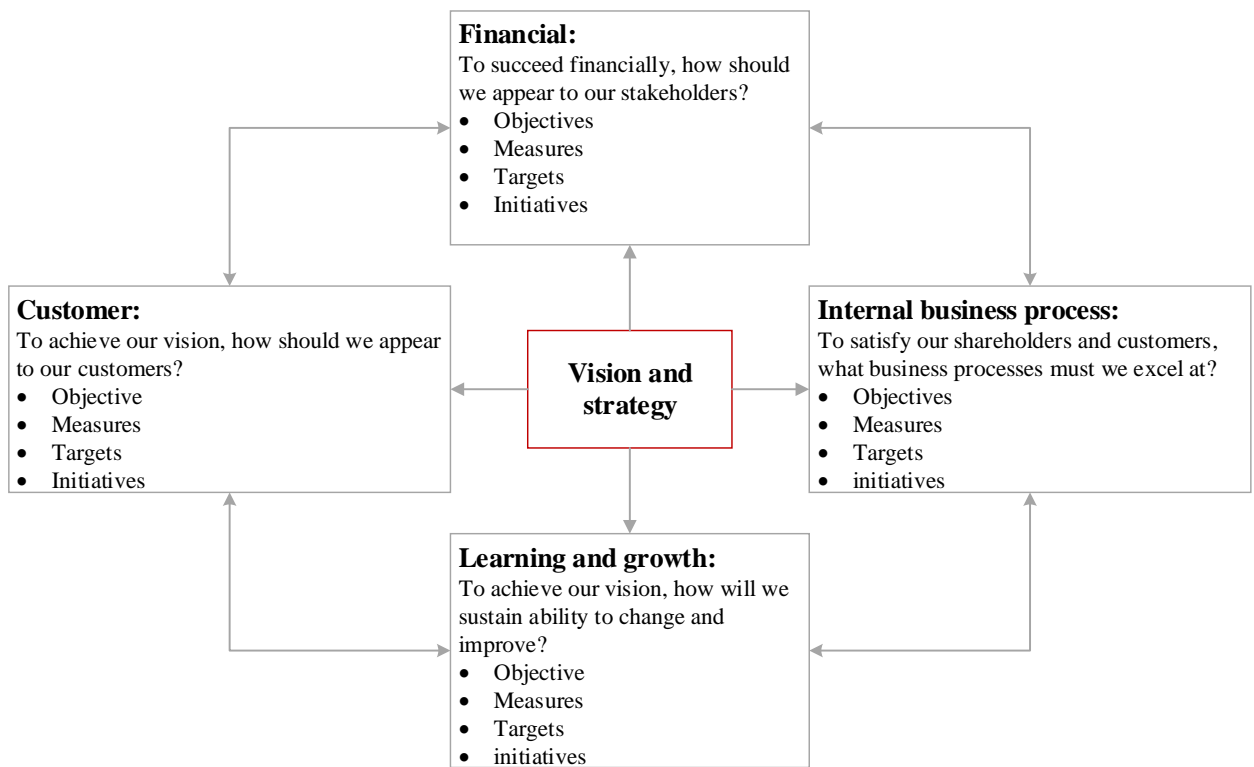 Financial:
To succeed financially, how should
we appear to our stakeholders?
• Objectives
• Measures
• Targets
• Initiatives
Customer:
To achieve our vision, how should we appear
to our customers?
• Objective
• Measures
• Targets
• Initiatives
Vision and
strategy
Internal business process:
To satisfy our shareholders and customers,
what business processes must we excel at?
• Objectives
• Measures
• Targets
• initiatives
Learning and growth:
To achieve our vision, how will we
sustain ability to change and
improve?
• Objective
• Measures
• Targets
• initiatives